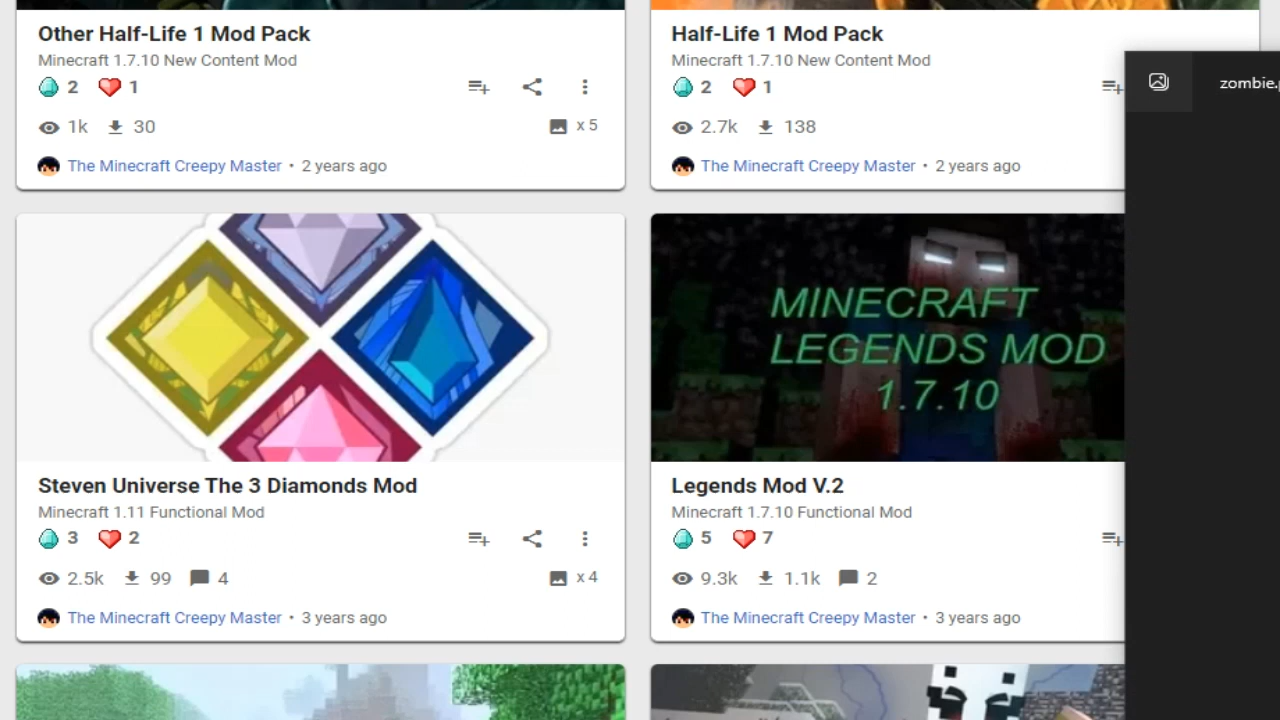 Other Half-Life 1 Mod Pack
Minecraft 1.7.10 New Content Mod
2 1
1k 30 x 5
The Minecraft Creepy Master • 2 years ago
Half-Life 1 Mod Pack
Minecraft 1.7.10 New Content Mod
2 1
2.7k 138
The Minecraft Creepy Master • 2 years ago
zombie.
Steven Universe The 3 Diamonds Mod
Minecraft 1.11 Functional Mod
3 2
2.5k 99 4 x 4
The Minecraft Creepy Master • 3 years ago
MINECRAFT
LEGENDS MOD
1.7.10
Legends Mod V.2
Minecraft 1.7.10 Functional Mod
5 7
9.3k 1.1k 2
The Minecraft Creepy Master • 3 years ago